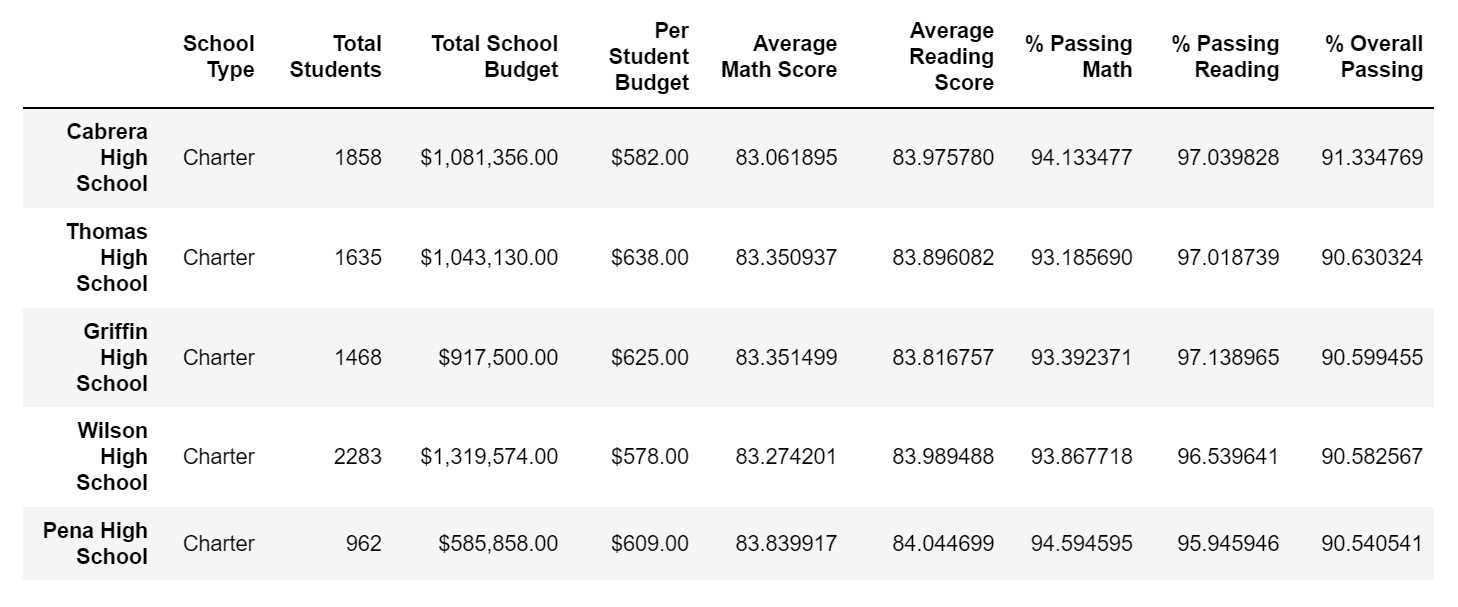 School Type Total Students Total School Budget Per Student Budget Average Math Score Average Reading Score % Passing Math % Passing Reading % Overall Passing
Cabrera High School Charter 1858 $1,081,356.00 $582.00 83.061895 83.975780 94.133477 97.039828 91.334769
Thomas High School Charter 1635 $1,043,130.00 $638.00 83.350937 83.896082 93.185690 97.018739 90.630324
Griffin High School Charter 1468 $917,500.00 $625.00 83.351499 83.816757 93.392371 97.138965 90.599455
Wilson High School Charter 2283 $1,319,574.00 $578.00 83.274201 83.989488 93.867718 96.539641 90.582567
Pena High School Charter 962 $585,858.00 $609.00 83.839917 84.044699 94.594595 95.945946 90.540541